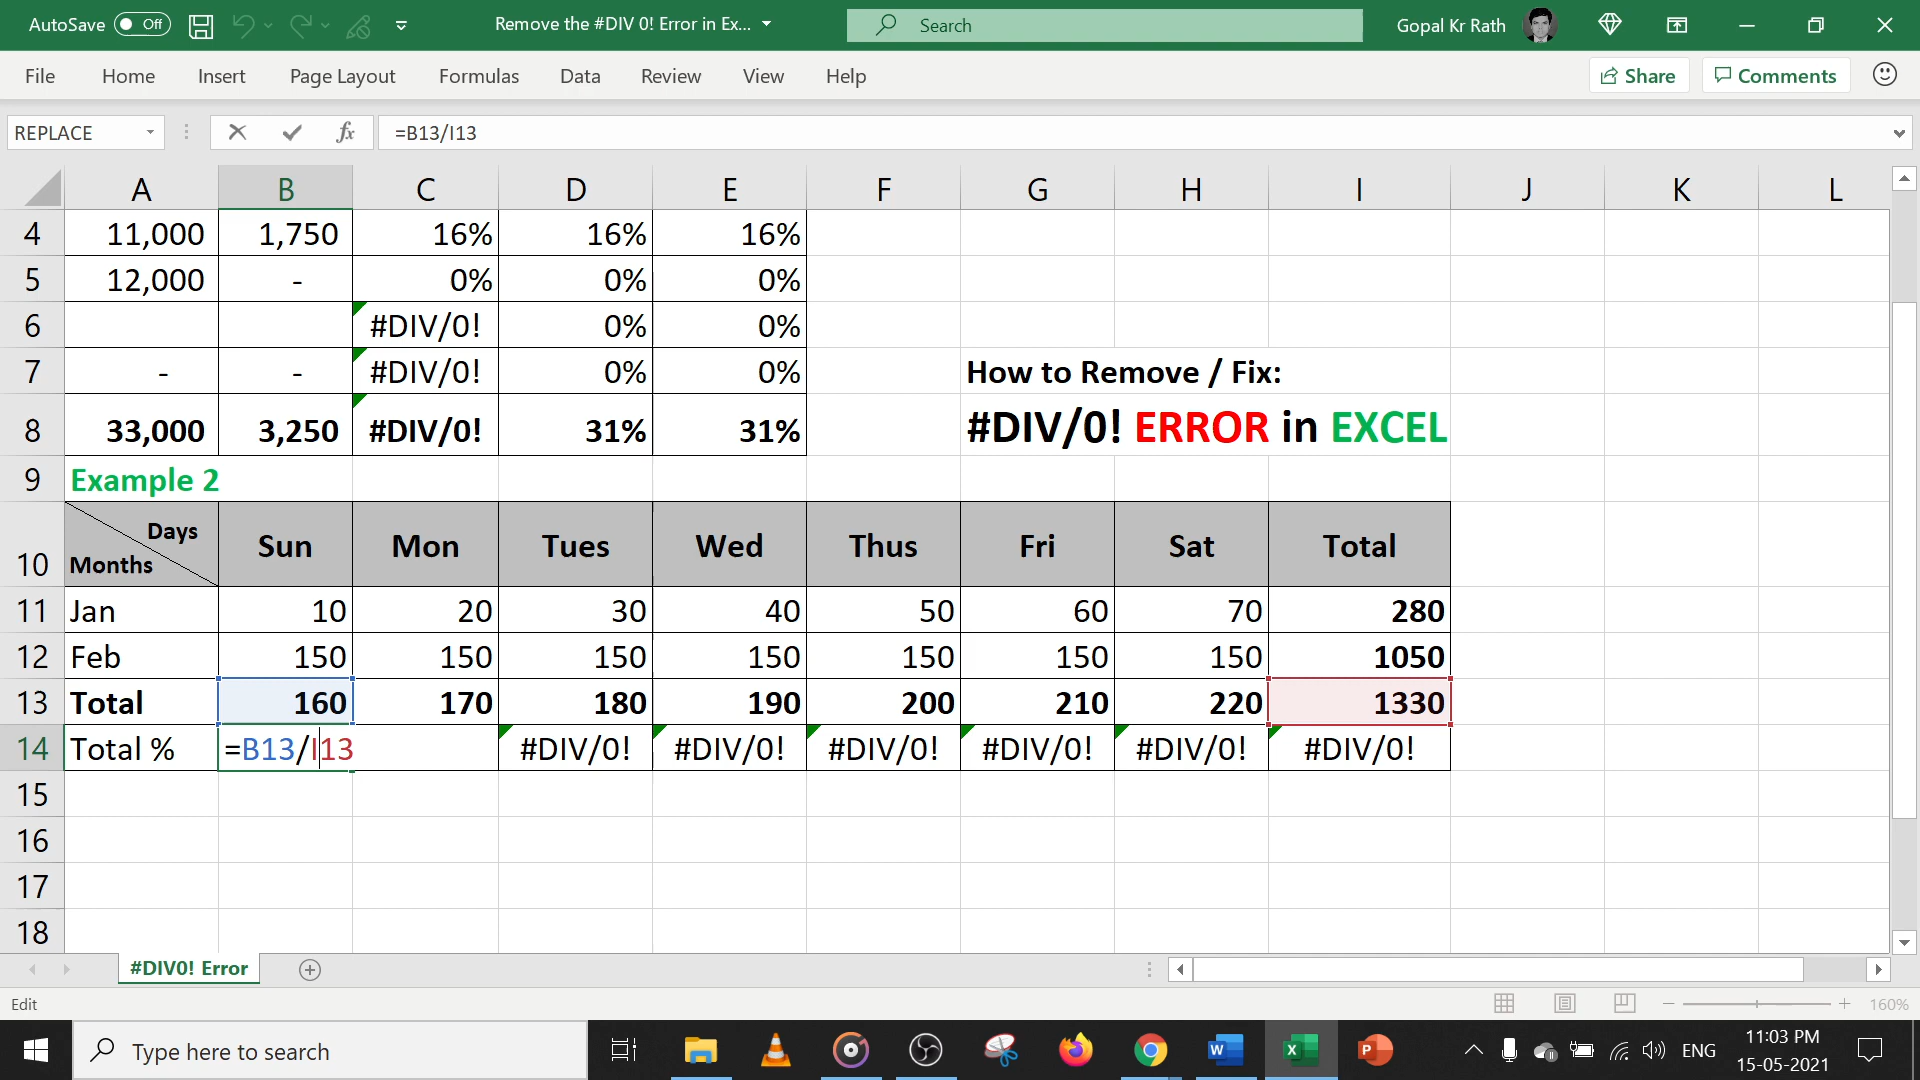 AutoSave Off Remove the #DIV 0! Error in Ex... Search Gopal Kr Rath
File Home Insert Page Layout Formulas Data Review View Help Share Comments
REPLACE fx =B13/I13
A B C D E F G H I J K L
4 11,000 1,750 16% 16% 16%
5 12,000 - 0% 0% 0%
6 #DIV/0! 0% 0%
7 - - #DIV/0! 0% 0% How to Remove / Fix:
8 33,000 3,250 #DIV/0! 31% 31% #DIV/0! ERROR in EXCEL
9 Example 2
10 Days Months Sun Mon Tues Wed Thus Fri Sat Total
11 Jan 10 20 30 40 50 60 70 280
12 Feb 150 150 150 150 150 150 150 1050
13 Total 160 170 180 190 200 210 220 1330
14 Total % =B13/I13 #DIV/0! #DIV/0! #DIV/0! #DIV/0! #DIV/0! #DIV/0!
15
16
17
18
#DIV0! Error
Edit 160%
Type here to search W X P ENG 11:03 PM
15-05-2021